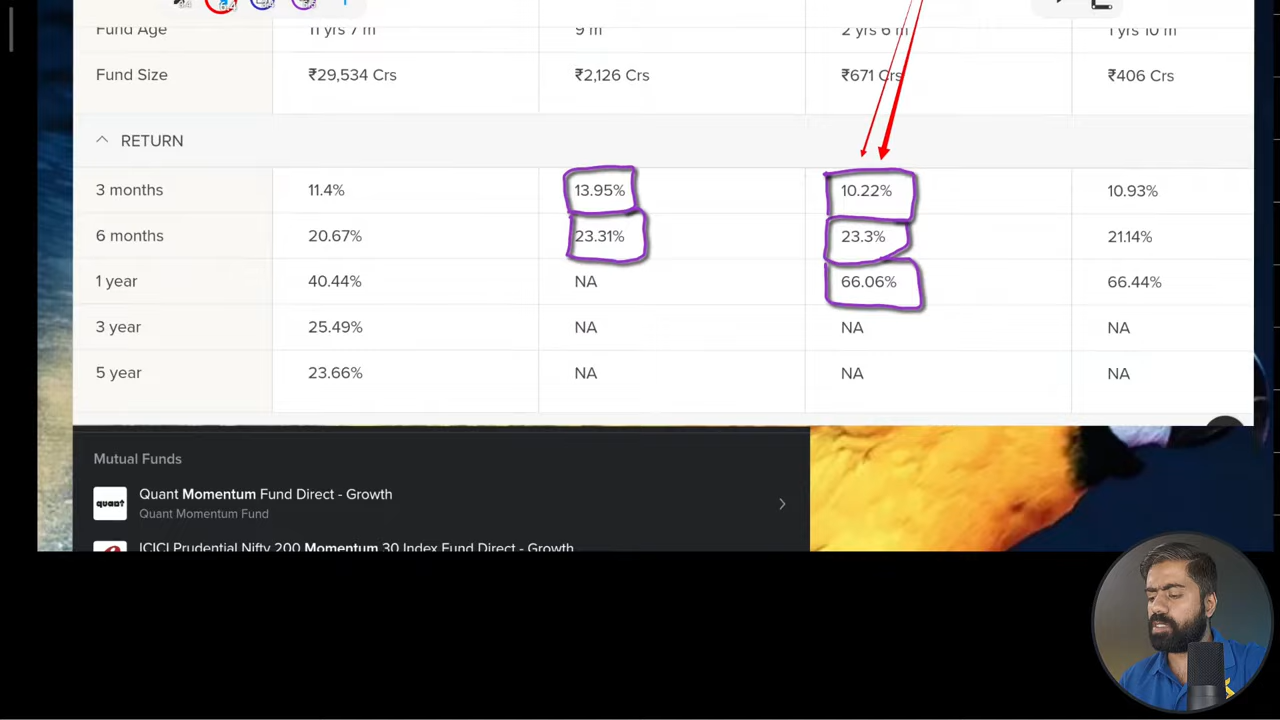 Fund Age 11 yrs 7 m 9 m 2 yrs 6 m 1 yrs 10 m
Fund Size ₹29,534 Crs ₹2,126 Crs ₹671 Crs ₹406 Crs
RETURN
3 months 11.4% 13.95% 10.22% 10.93%
6 months 20.67% 23.31% 23.3% 21.14%
1 year 40.44% NA 66.06% 66.44%
3 year 25.49% NA NA NA
5 year 23.66% NA NA NA
Mutual Funds
quant
Quant Momentum Fund Direct - Growth
Quant Momentum Fund
ICICI Prudential Nifty 200 Momentum 30 Index Fund Direct - Growth